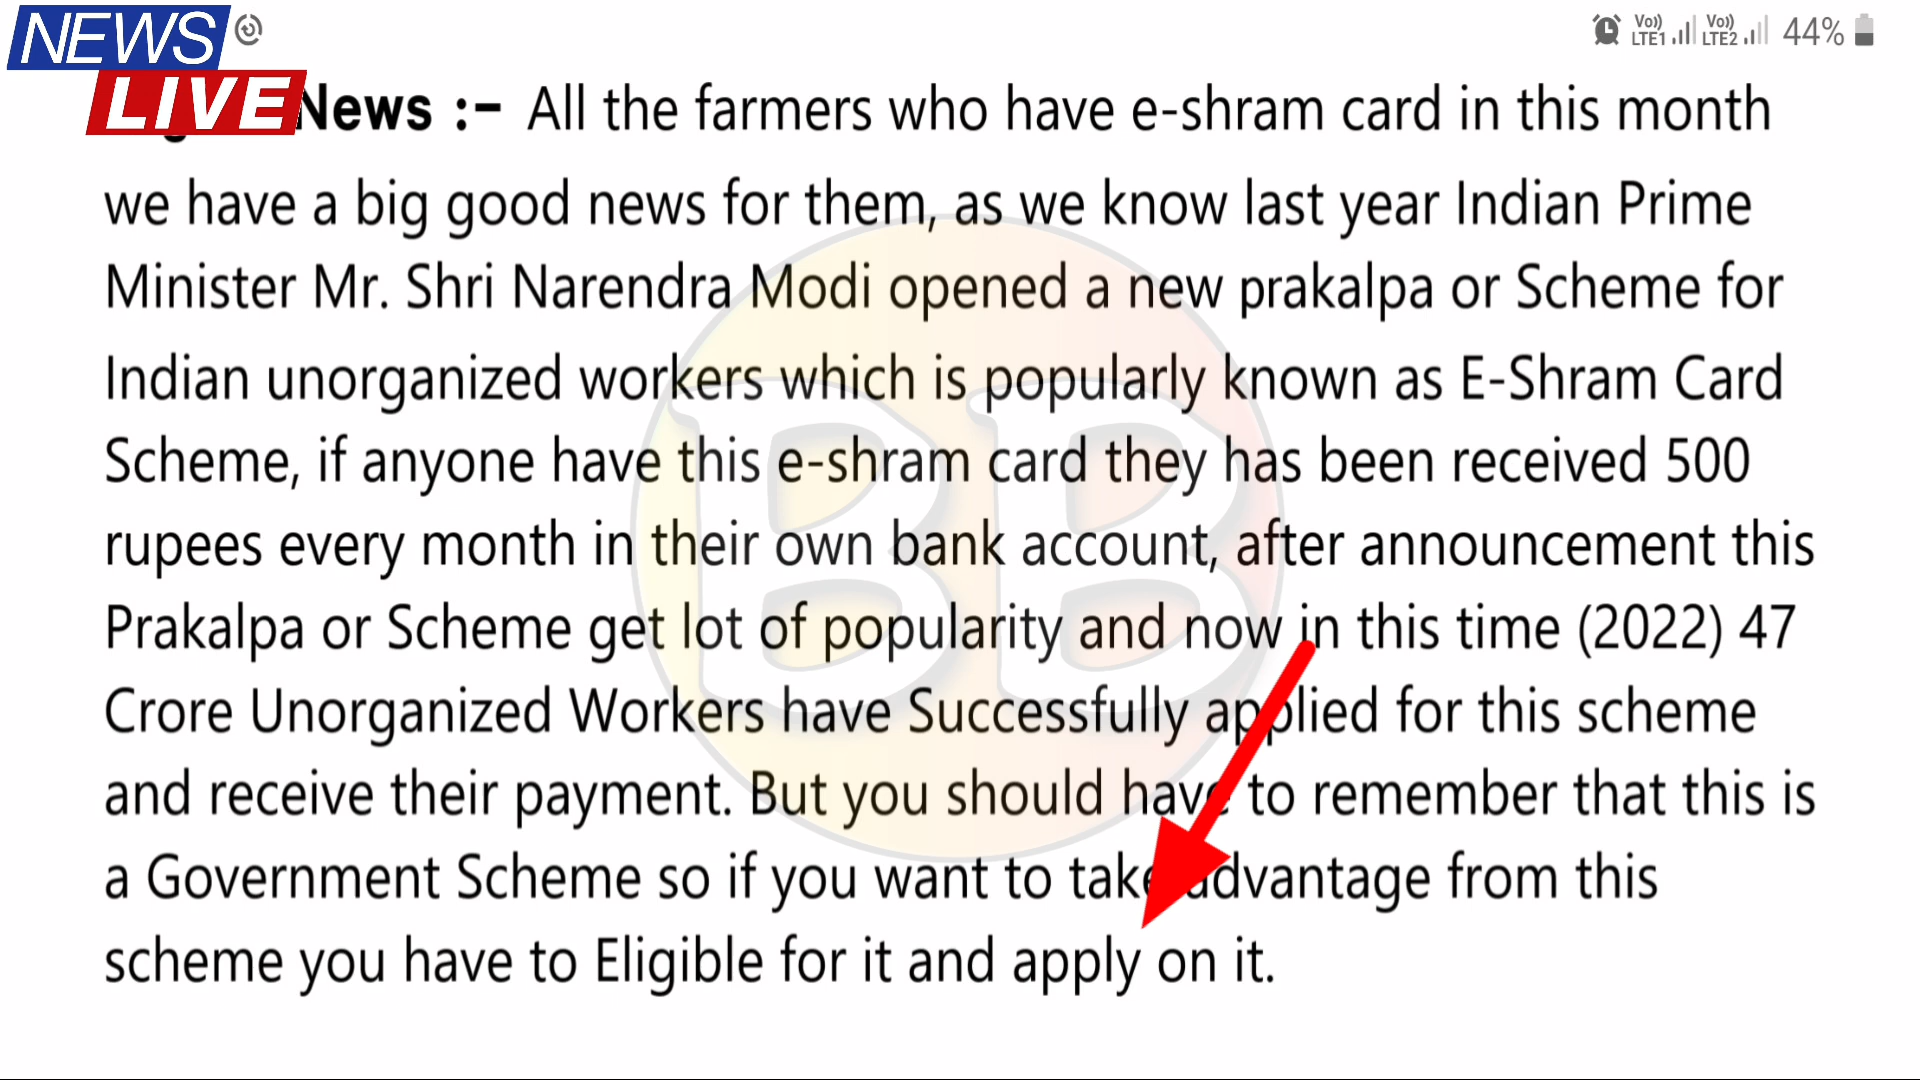 NEWS
LIVE
Vo)) LTE1 Vo)) LTE2 44%
News :- All the farmers who have e-shram card in this month
we have a big good news for them, as we know last year Indian Prime
Minister Mr. Shri Narendra Modi opened a new prakalpa or Scheme for
Indian unorganized workers which is popularly known as E-Shram Card
Scheme, if anyone have this e-shram card they has been received 500
rupees every month in their own bank account, after announcement this
Prakalpa or Scheme get lot of popularity and now in this time (2022) 47
Crore Unorganized Workers have Successfully applied for this scheme
and receive their payment. But you should have to remember that this is
a Government Scheme so if you want to take advantage from this
scheme you have to Eligible for it and apply on it.
BB